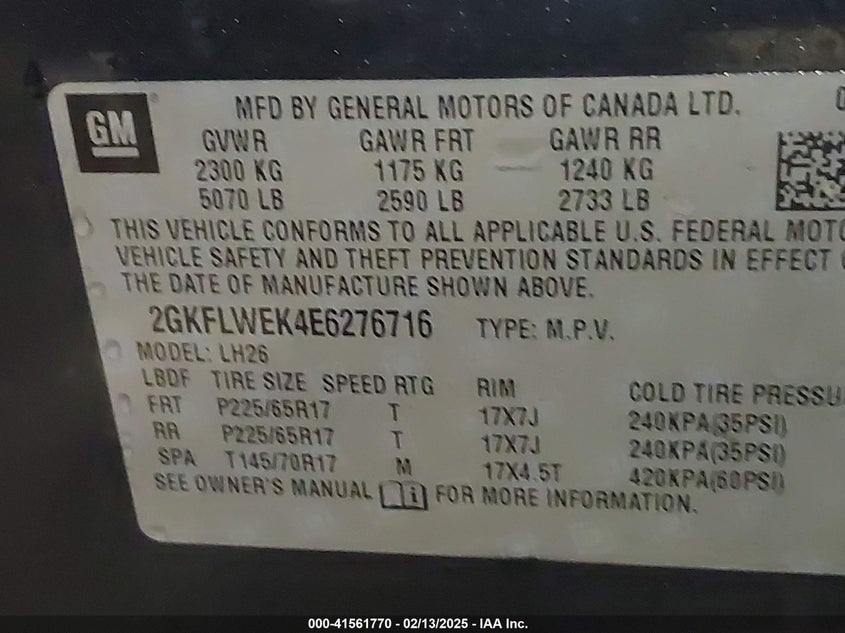 GM
MFD BY GENERAL MOTORS OF CANADA LTD.
GVWR GAWR FRT GAWR RR
2300 KG 1175 KG 1240 KG
5070 LB 2590 LB 2733 LB
THIS VEHICLE CONFORMS TO ALL APPLICABLE U.S. FEDERAL MOTO
VEHICLE SAFETY AND THEFT PREVENTION STANDARDS IN EFFECT
THE DATE OF MANUFACTURE SHOWN ABOVE.
2GKFLWEK4E6276716 TYPE: M.P.V.
MODEL: LH26
LBDF TIRE SIZE SPEED RTG RIM COLD TIRE PRESSU
FRT P225/65R17 T 17X7J 240KPA(35PSI)
RR P225/65R17 T 17X7J 240KPA(35PSI)
SPA T145/70R17 M 17X4.5T 420KPA(60PSI)
SEE OWNER'S MANUAL FOR MORE INFORMATION.
000-41561770 - 02/13/2025 - IAA Inc.